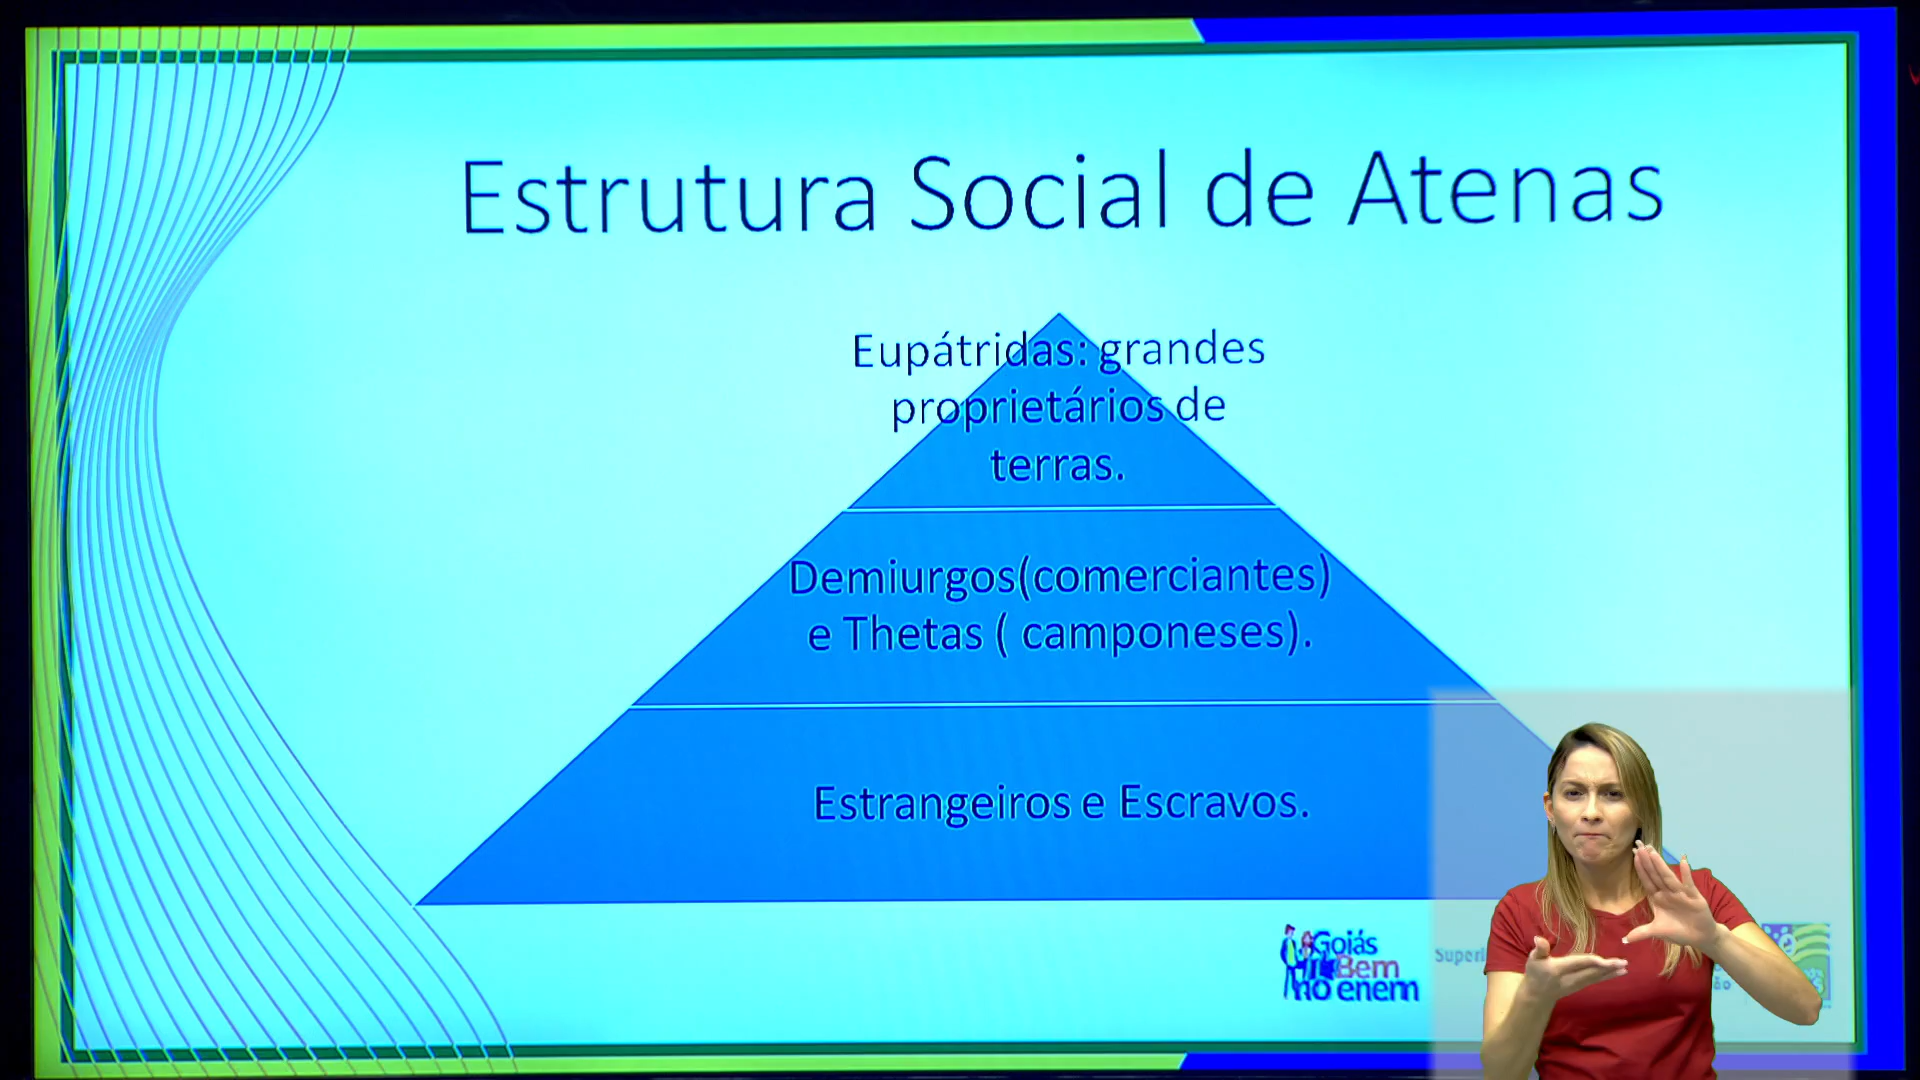 Estrutura Social de Atenas
Eupátridas: grandes
proprietários de
terras.
Demiurgos(comerciantes)
e Thetas ( camponeses).
Estrangeiros e Escravos.
Goiás
Bem
no enem